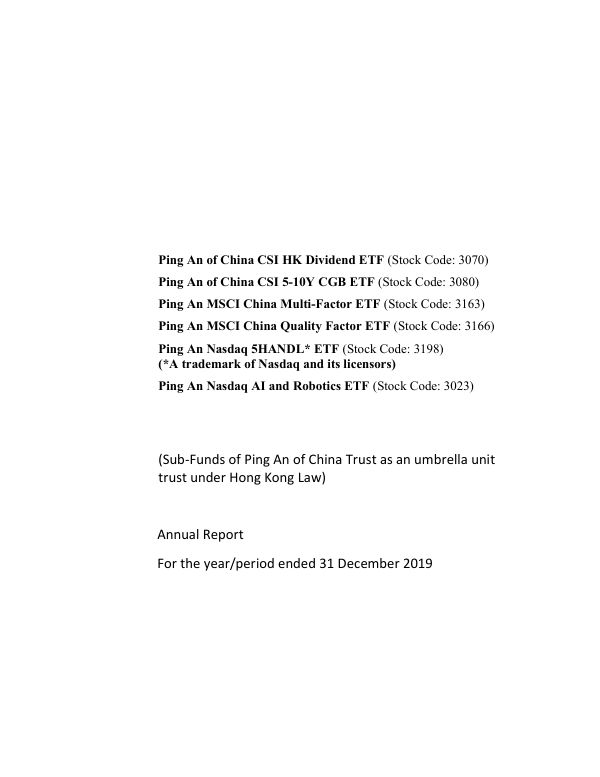 Ping An of China CSI HK Dividend ETF (Stock Code: 3070)
Ping An of China CSI 5-10Y CGB ETF (Stock Code: 3080)
Ping An MSCI China Multi-Factor ETF (Stock Code: 3163)
Ping An MSCI China Quality Factor ETF (Stock Code: 3166)
Ping An Nasdaq 5HANDL* ETF (Stock Code: 3198)
(*A trademark of Nasdaq and its licensors)
Ping An Nasdaq AI and Robotics ETF (Stock Code: 3023)
(Sub-Funds of Ping An of China Trust as an umbrella unit
trust under Hong Kong Law)
Annual Report
For the year/period ended 31 December 2019